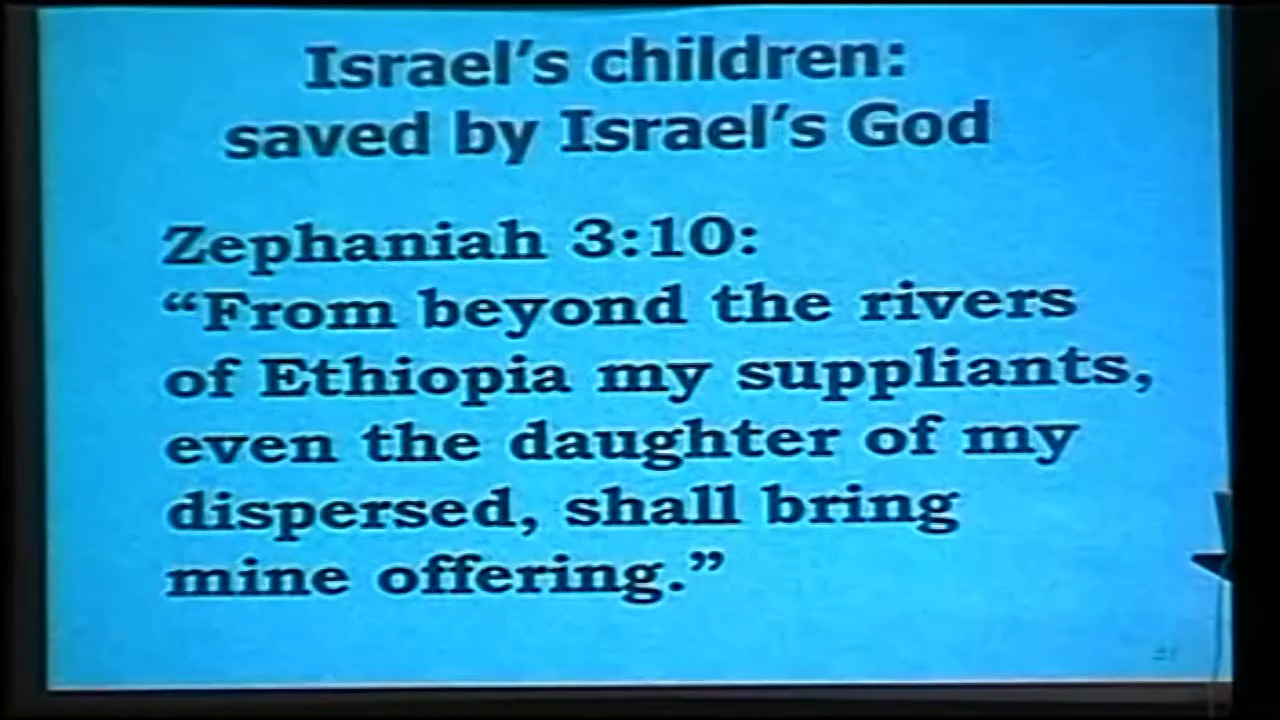 Israel’s children:
saved by Israel’s God
Zephaniah 3:10:
“From beyond the rivers
of Ethiopia my suppliants,
even the daughter of my
dispersed, shall bring
mine offering.”